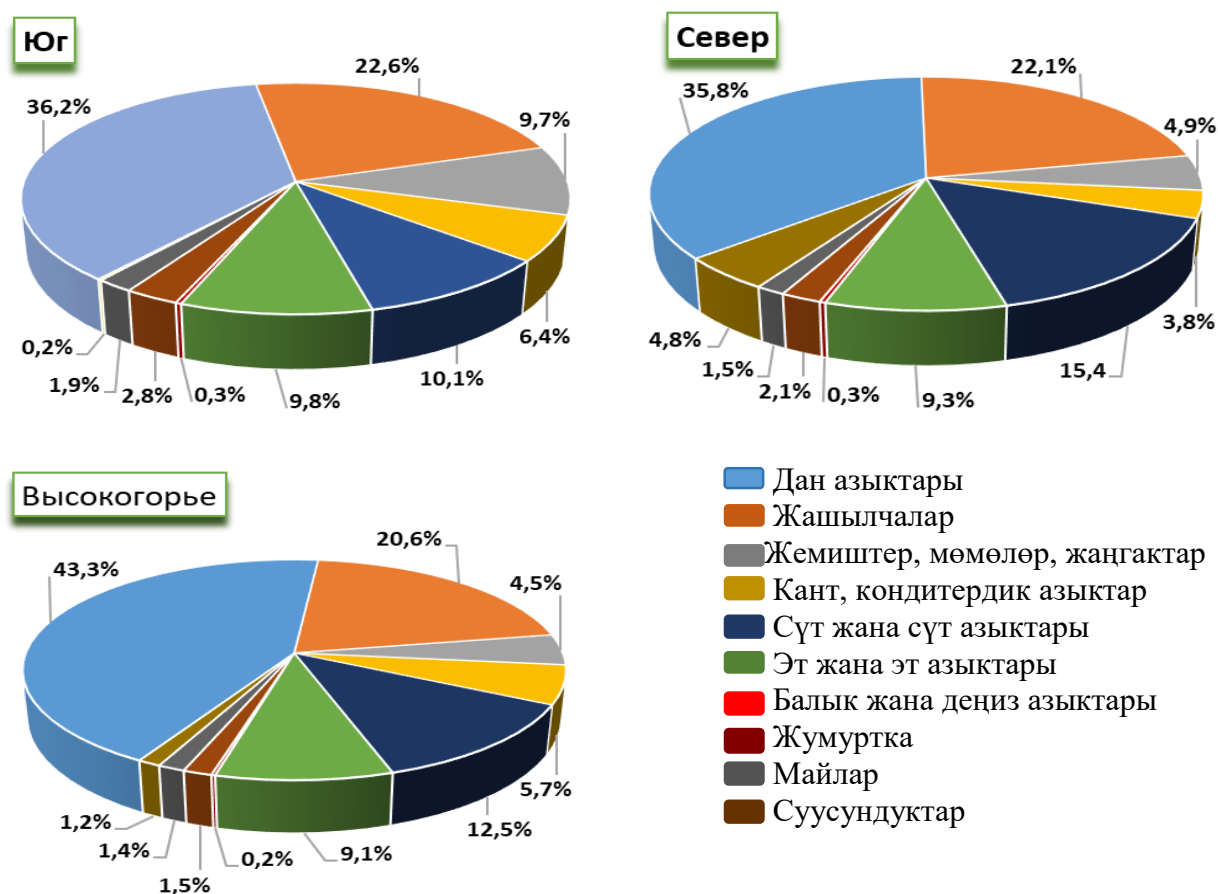 Юг
36,2%
22,6%
9,7%
6,4%
10,1%
9,8%
0,3%
2,8%
1,9%
0,2%
Север
35,8%
22,1%
4,9%
3,8%
15,4
9,3%
0,3%
2,1%
1,5%
4,8%
Высокогорье
43,3%
20,6%
4,5%
5,7%
12,5%
9,1%
0,2%
1,5%
1,4%
1,2%
Дан азыктары
Жашылчалар
Жемиштер, мөмөлөр, жаңгактар
Кант, кондитердик азыктар
Сүт жана сүт азыктары
Эт жана эт азыктары
Балык жана деңиз азыктары
Жумуртка
Майлар
Суусундуктар